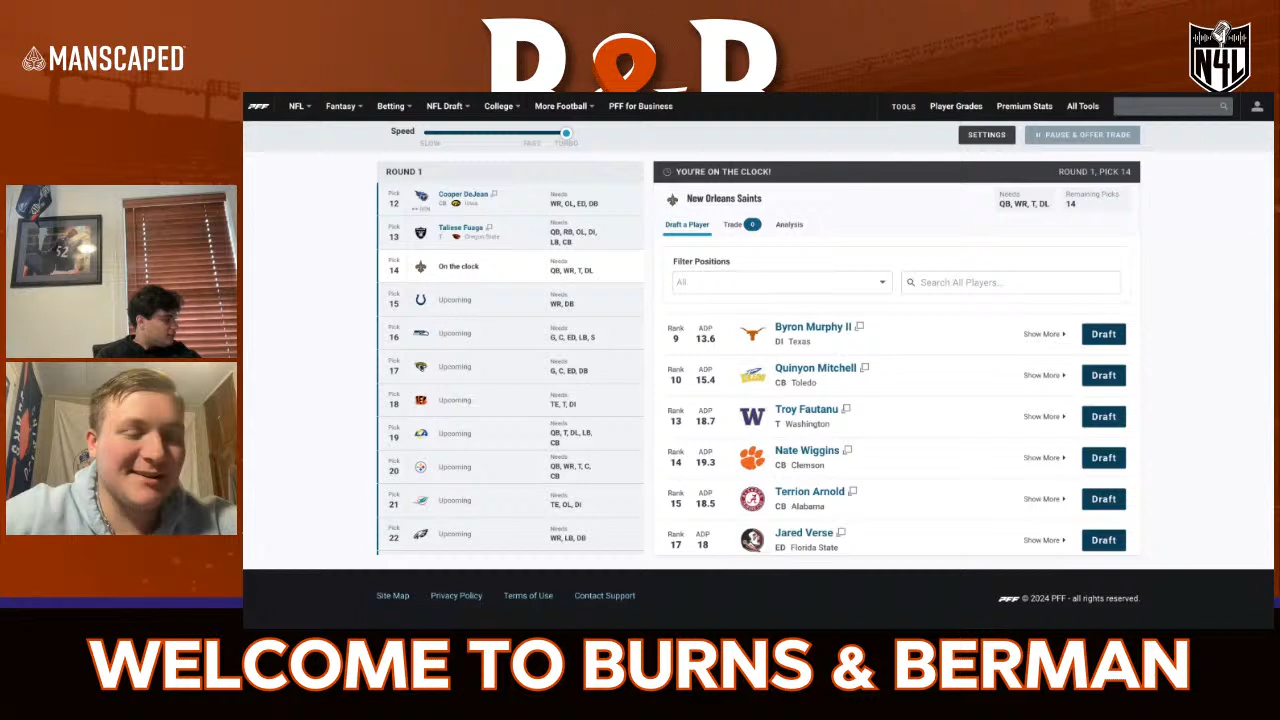 MANSCAPED
B&B
N4L
PFF NFL Fantasy Betting NFL Draft College More Football PFF for Business TOOLS Player Grades Premium Stats All Tools
Speed
SLOW FAST TURBO
SETTINGS PAUSE & OFFER TRADE
ROUND 1
Pick 12 Cooper DeJean CB Iowa Needs WR, OL, ED, DB
Pick 13 Taliese Fuaga T Oregon State Needs QB, RB, OL, DI, LB, CB
Pick 14 On the clock Needs QB, WR, T, DL
Pick 15 Upcoming Needs WR, DB
Pick 16 Upcoming Needs G, C, ED, LB, S
Pick 17 Upcoming Needs G, C, ED, DB
Pick 18 Upcoming Needs TE, T, DI
Pick 19 Upcoming Needs QB, T, DL, LB, CB
Pick 20 Upcoming Needs QB, WR, T, C, CB
Pick 21 Upcoming Needs TE, OL, DI
Pick 22 Upcoming Needs WR, LB, DB
YOU'RE ON THE CLOCK! ROUND 1, PICK 14
New Orleans Saints Needs QB, WR, T, DL Remaining Picks 14
Draft a Player Trade 0 Analysis
Filter Positions
All Search All Players...
Rank 9 ADP 13.6 Byron Murphy II DI Texas Show More Draft
Rank 10 ADP 15.4 Quinyon Mitchell CB Toledo Show More Draft
Rank 13 ADP 18.7 Troy Fautanu T Washington Show More Draft
Rank 14 ADP 19.3 Nate Wiggins CB Clemson Show More Draft
Rank 15 ADP 18.5 Terrion Arnold CB Alabama Show More Draft
Rank 17 ADP 18 Jared Verse ED Florida State Show More Draft
Site Map Privacy Policy Terms of Use Contact Support PFF © 2024 PFF - all rights reserved.
52
WELCOME TO BURNS & BERMAN